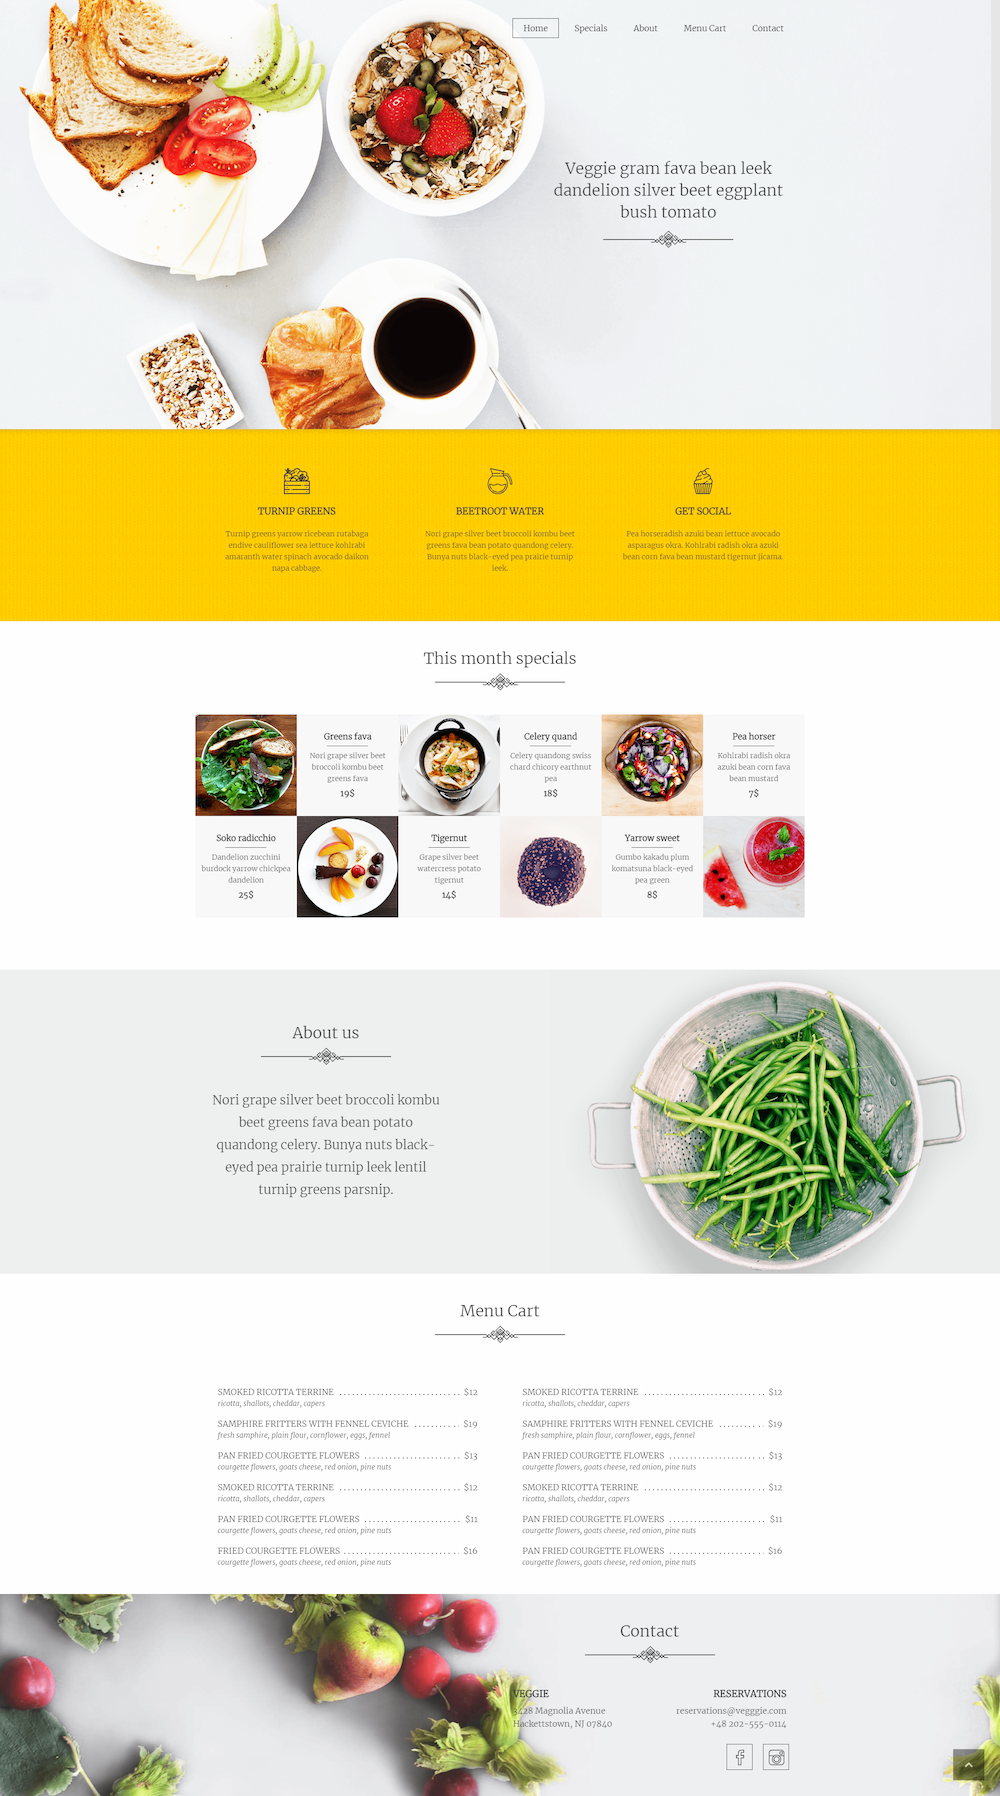 Home Specials About Menu Cart Contact
Veggie gram fava bean leek
dandelion silver beet eggplant
bush tomato
TURNIP GREENS
Turnip greens yarrow ricebean rutabaga
endive cauliflower sea lettuce kohlrabi
amaranth water spinach avocado daikon
napa cabbage.
BEETROOT WATER
Nori grape silver beet broccoli kombu beet
greens fava bean potato quandong celery.
Bunya nuts black-eyed pea prairie turnip
leek.
GET SOCIAL
Pea horseradish azuki bean lettuce avocado
asparagus okra. Kohlrabi radish okra azuki
bean corn fava bean mustard tigernut jicama.
This month specials
Greens fava
Nori grape silver beet
broccoli kombu beet
greens fava
19$
Celery quand
Celery quandong swiss
chard chicory earthnut
pea
18$
Pea horser
Kohlrabi radish okra
azuki bean corn fava
bean mustard
7$
Soko radicchio
Dandelion zucchini
burdock yarrow chickpea
dandelion
25$
Tigernut
Grape silver beet
watercress potato
tigernut
14$
Yarrow sweet
Gumbo kakadu plum
komatsuna black-eyed
pea green
8$
About us
Nori grape silver beet broccoli kombu
beet greens fava bean potato
quandong celery. Bunya nuts black-
eyed pea prairie turnip leek lentil
turnip greens parsnip.
Menu Cart
SMOKED RICOTTA TERRINE $12
ricotta, shallots, cheddar, capers
SAMPHIRE FRITTERS WITH FENNEL CEVICHE $19
fresh samphire, plain flour, cornflower, eggs, fennel
PAN FRIED COURGETTE FLOWERS $13
courgette flowers, goats cheese, red onion, pine nuts
SMOKED RICOTTA TERRINE $12
ricotta, shallots, cheddar, capers
PAN FRIED COURGETTE FLOWERS $11
courgette flowers, goats cheese, red onion, pine nuts
FRIED COURGETTE FLOWERS $16
courgette flowers, goats cheese, red onion, pine nuts
SMOKED RICOTTA TERRINE $12
ricotta, shallots, cheddar, capers
SAMPHIRE FRITTERS WITH FENNEL CEVICHE $19
fresh samphire, plain flour, cornflower, eggs, fennel
PAN FRIED COURGETTE FLOWERS $13
courgette flowers, goats cheese, red onion, pine nuts
SMOKED RICOTTA TERRINE $12
ricotta, shallots, cheddar, capers
PAN FRIED COURGETTE FLOWERS $11
courgette flowers, goats cheese, red onion, pine nuts
PAN FRIED COURGETTE FLOWERS $16
courgette flowers, goats cheese, red onion, pine nuts
Contact
VEGGIE
3428 Magnolia Avenue
Hackettstown, NJ 07840
RESERVATIONS
reservations@vegggie.com
+48 202-555-0114